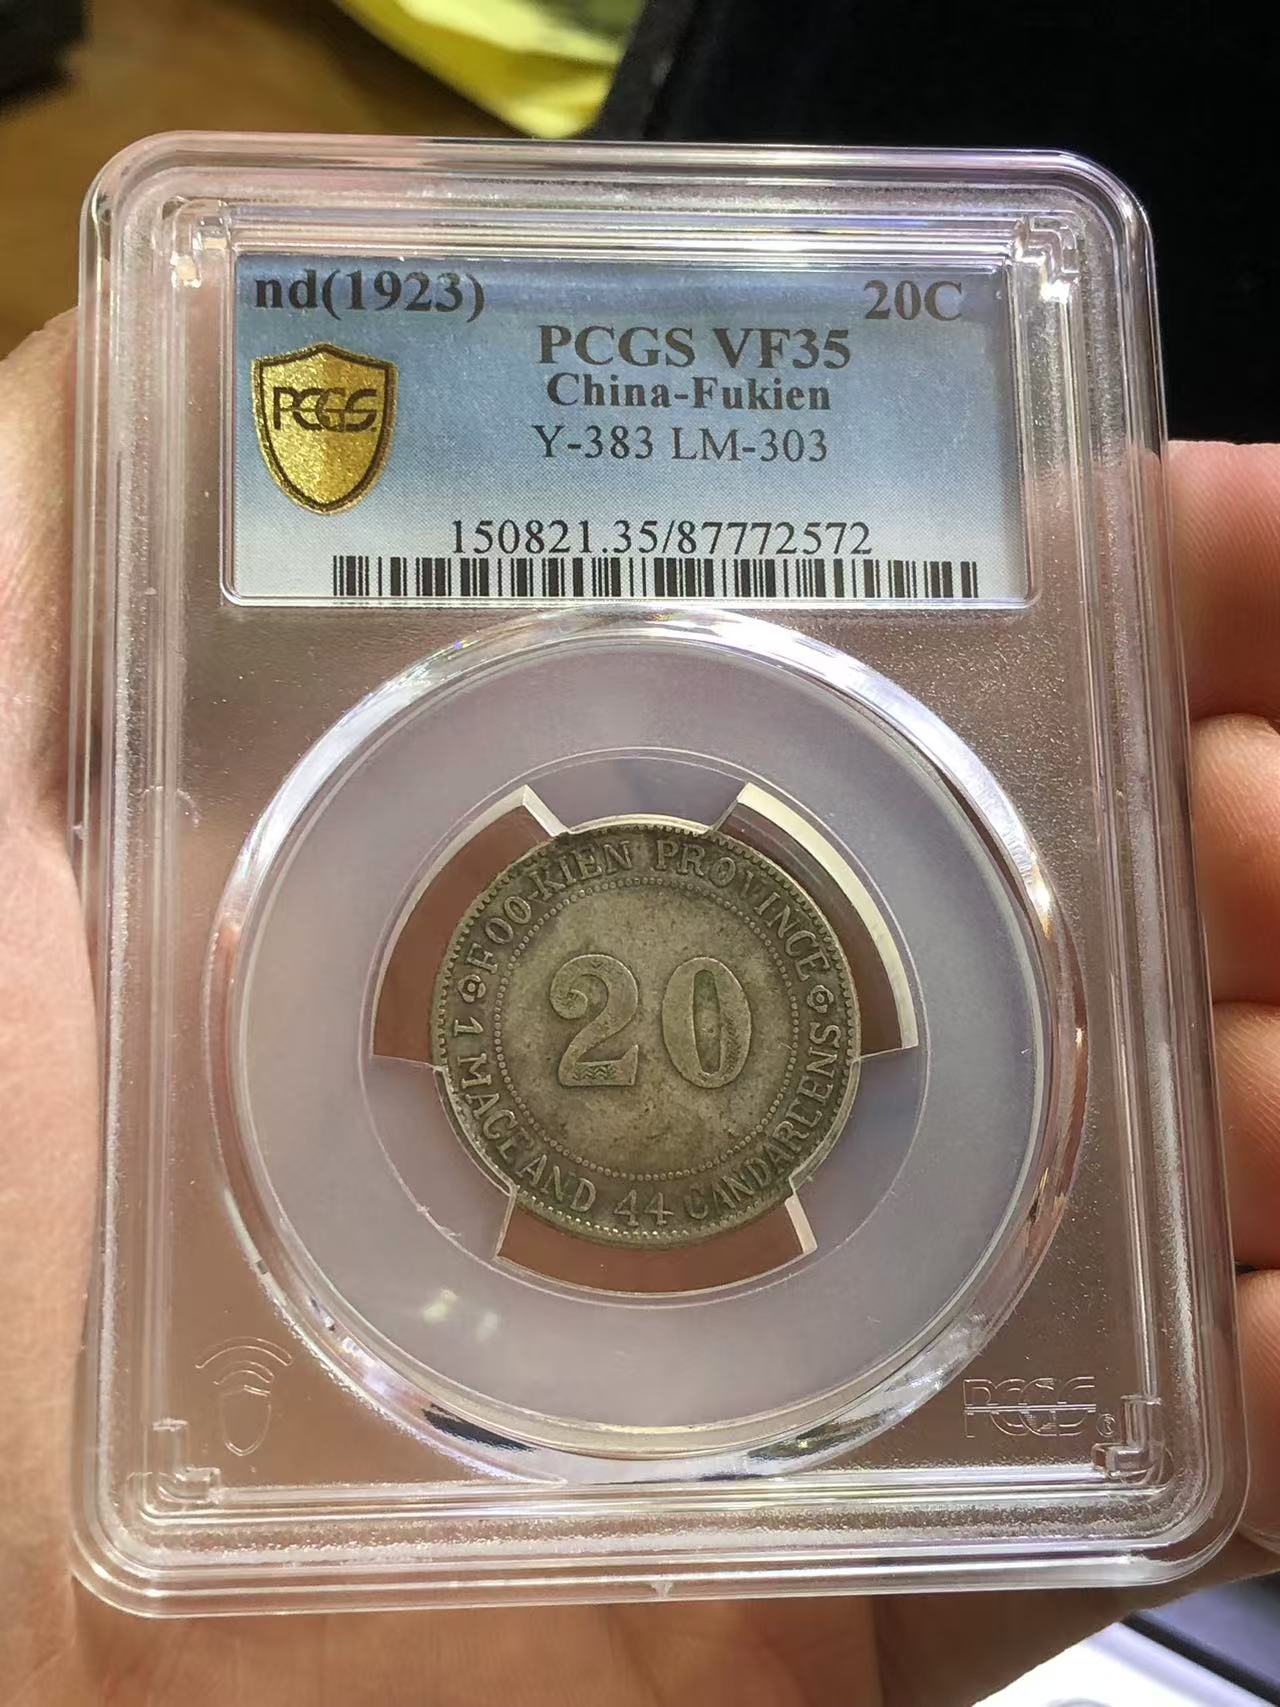 nd(1923) 20C
PCGS VF35
China-Fukien
PCGS
Y-383 LM-303
150821.35/87772572
FOO-KIEN PROVINCE
20
1 MACE AND 44 CANDAREENS
PCGS